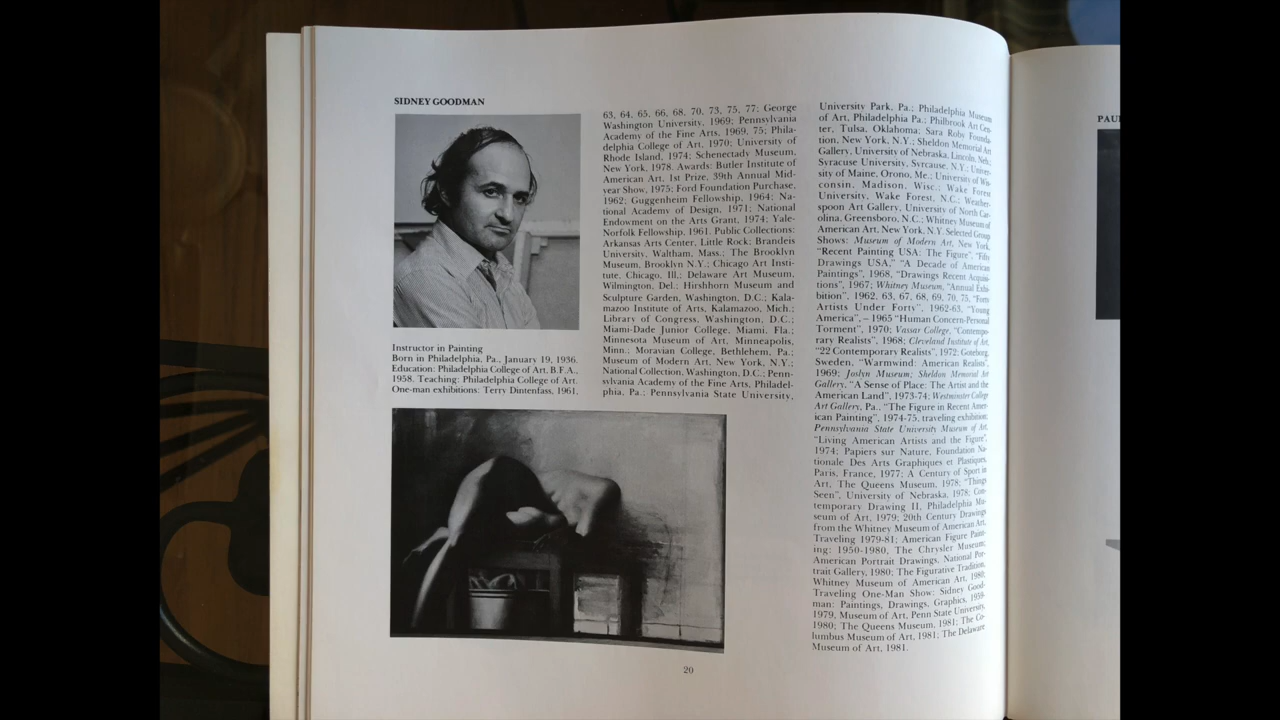 SIDNEY GOODMAN
Instructor in Painting
Born in Philadelphia, Pa., January 19, 1936.
Education: Philadelphia College of Art, B.F.A.,
1958. Teaching: Philadelphia College of Art.
One-man exhibitions: Terry Dintenfass, 1961,
63, 64, 65, 66, 68, 70, 73, 75, 77; George
Washington University, 1969; Pennsylvania
Academy of the Fine Arts, 1969, 75; Phila-
delphia College of Art, 1970; University of
Rhode Island, 1974; Schenectady Museum,
New York, 1978. Awards: Butler Institute of
American Art, 1st Prize, 39th Annual Mid-
year Show, 1975; Ford Foundation Purchase,
1962; Guggenheim Fellowship, 1964; Na-
tional Academy of Design, 1971; National
Endowment on the Arts Grant, 1974; Yale-
Norfolk Fellowship, 1961. Public Collections:
Arkansas Arts Center, Little Rock; Brandeis
University, Waltham, Mass.; The Brooklyn
Museum, Brooklyn N.Y.; Chicago Art Insti-
tute, Chicago, Ill.; Delaware Art Museum,
Wilmington, Del.; Hirshhorn Museum and
Sculpture Garden, Washington, D.C.; Kala-
mazoo Institute of Arts, Kalamazoo, Mich.;
Library of Congress, Washington, D.C.;
Miami-Dade Junior College, Miami, Fla.;
Minnesota Museum of Art, Minneapolis,
Minn.; Moravian College, Bethlehem, Pa.;
Museum of Modern Art, New York, N.Y.;
National Collection, Washington, D.C.; Penn-
sylvania Academy of the Fine Arts, Philadel-
phia, Pa.; Pennsylvania State University,
University Park, Pa.; Philadelphia Museum
of Art, Philadelphia Pa.; Philbrook Art Cen-
ter, Tulsa, Oklahoma; Sara Roby Founda-
tion, New York, N.Y.; Sheldon Memorial Art
Gallery, University of Nebraska, Lincoln, Neb.;
Syracuse University, Syrcause, N.Y.; Univer-
sity of Maine, Orono, Me.; University of Wis-
consin, Madison, Wisc.; Wake Forest
University, Wake Forest, N.C.; Weather-
spoon Art Gallery, University of North Car-
olina, Greensboro, N.C.; Whitney Museum of
American Art, New York, N.Y. Selected Group
Shows: Museum of Modern Art, New York,
"Recent Painting USA: The Figure", "Fifty
Drawings USA," "A Decade of American
Paintings", 1968, "Drawings Recent Acquisi-
tions", 1967; Whitney Museum, "Annual Exhi-
bition", 1962, 63, 67, 68, 69, 70, 75, "Forty
Artists Under Forty", 1962-63, "Young
America", – 1965 "Human Concern-Personal
Torment", 1970; Vassar College, "Contempo-
rary Realists", 1968; Cleveland Institute of Art,
"22 Contemporary Realists", 1972; Goteborg,
Sweden, "Warmwind: American Realists",
1969; Joslyn Museum; Sheldon Memorial Art
Gallery, "A Sense of Place: The Artist and the
American Land", 1973-74; Westminster College
Art Gallery, Pa., "The Figure in Recent Amer-
ican Painting", 1974-75, traveling exhibition;
Pennsylvania State University Museum of Art,
"Living American Artists and the Figure",
1974; Papiers sur Nature, Foundation Na-
tionale Des Arts Graphiques et Plastiques,
Paris, France, 1977; A Century of Sport in
Art, The Queens Museum, 1978; "Things
Seen", University of Nebraska, 1978; Con-
temporary Drawing II, Philadelphia Mu-
seum of Art, 1979; 20th Century Drawings
from the Whitney Museum of American Art,
Traveling 1979-81; American Figure Paint-
ing: 1950-1980, The Chrysler Museum;
American Portrait Drawings, National Por-
trait Gallery, 1980; The Figurative Tradition,
Whitney Museum of American Art, 1980;
Traveling One-Man Show: Sidney Good-
man: Paintings, Drawings, Graphics, 1959-
1979, Museum of Art, Penn State University,
1980; The Queens Museum, 1981; The Co-
lumbus Museum of Art, 1981; The Delaware
Museum of Art, 1981.
20
PAU